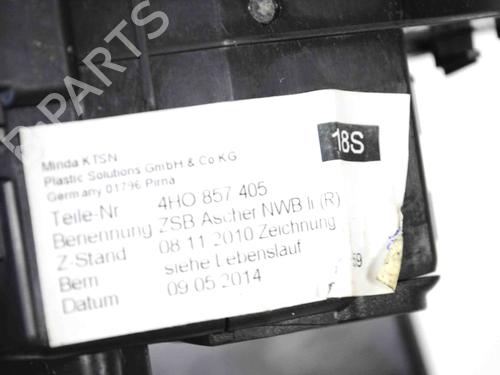 Minda KTSN
Plastic Solutions GmbH & Co KG
Germany 01796 Pirna
18S
Teile-Nr 4HO 857 405
Benennung ZSB Ascher NWB li (R)
Z-Stand 08 11 2010 Zeichnung
Bem siehe Lebenslauf
Datum 09.05 2014
B-PARTS